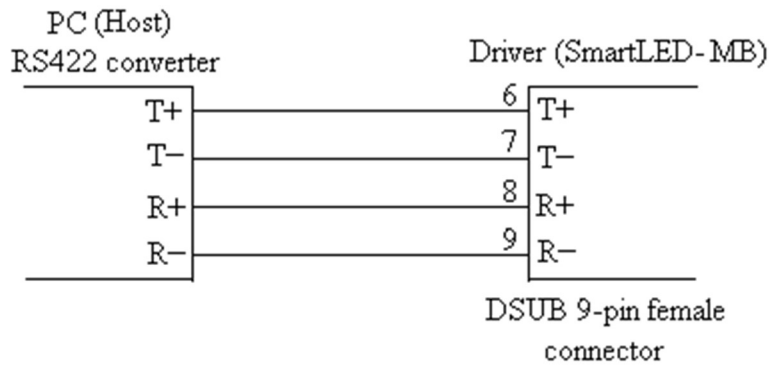 PC (Host)
RS422 converter
Driver (SmartLED-MB)
T+ 6 T+
T− 7 T−
R+ 8 R+
R− 9 R−
DSUB 9-pin female
connector